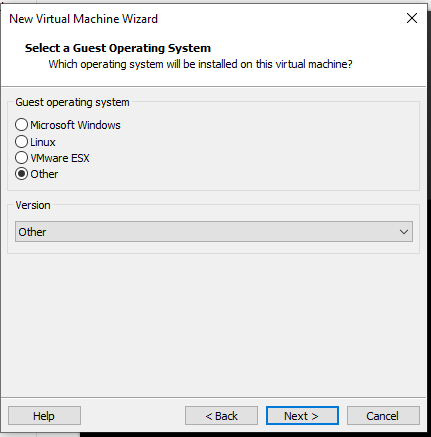 New Virtual Machine Wizard
Select a Guest Operating System
Which operating system will be installed on this virtual machine?
Guest operating system
Microsoft Windows
Linux
VMware ESX
Other
Version
Other
Help
< Back
Next >
Cancel